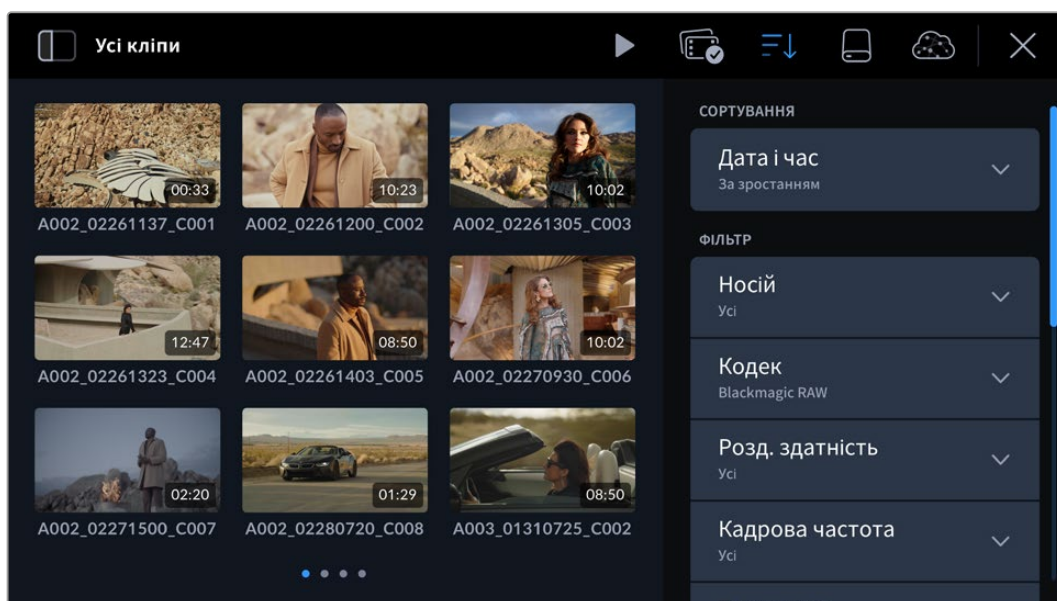 Усі кліпи
00:33
10:23
10:02
A002_02261137_C001
A002_02261200_C002
A002_02261305_C003
12:47
08:50
10:02
A002_02261323_C004
A002_02261403_C005
A002_02270930_C006
02:20
01:29
08:50
A002_02271500_C007
A002_02280720_C008
A003_01310725_C002
СОРТУВАННЯ
Дата і час
За зростанням
ФІЛЬТР
Носій
Усі
Кодек
Blackmagic RAW
Розд. здатність
Усі
Кадрова частота
Усі